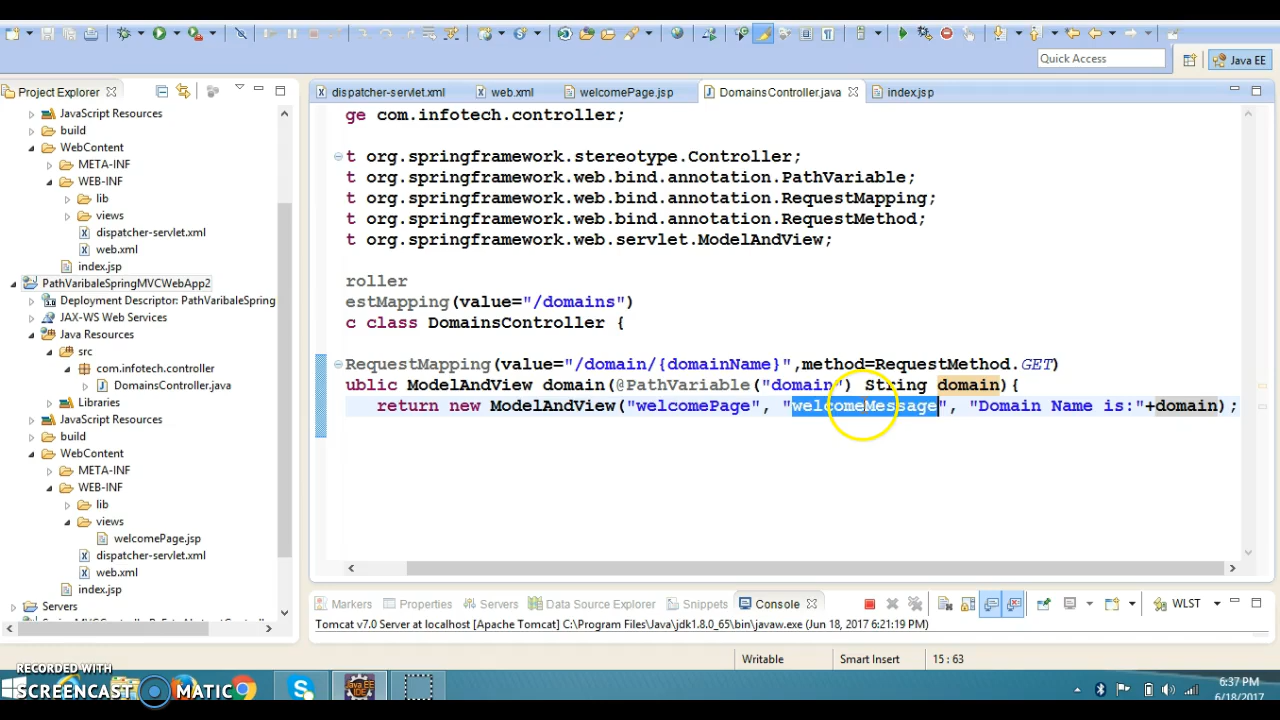 Quick Access
Java EE
Project Explorer
JavaScript Resources
build
WebContent
META-INF
WEB-INF
lib
views
dispatcher-servlet.xml
web.xml
index.jsp
PathVaribaleSpringMVCWebApp2
Deployment Descriptor: PathVaribaleSpring
JAX-WS Web Services
Java Resources
src
com.infotech.controller
DomainsController.java
Libraries
JavaScript Resources
build
WebContent
META-INF
WEB-INF
lib
views
welcomePage.jsp
dispatcher-servlet.xml
web.xml
index.jsp
Servers
dispatcher-servlet.xml
web.xml
welcomePage.jsp
DomainsController.java
index.jsp
ge com.infotech.controller;
t org.springframework.stereotype.Controller;
t org.springframework.web.bind.annotation.PathVariable;
t org.springframework.web.bind.annotation.RequestMapping;
t org.springframework.web.bind.annotation.RequestMethod;
t org.springframework.web.servlet.ModelAndView;
roller
estMapping(value="/domains")
c class DomainsController {
RequestMapping(value="/domain/{domainName}",method=RequestMethod.GET)
ublic ModelAndView domain(@PathVariable("domain") String domain){
return new ModelAndView("welcomePage", "welcomeMessage", "Domain Name is:"+domain);
Markers
Properties
Servers
Data Source Explorer
Snippets
Console
WLST
Tomcat v7.0 Server at localhost [Apache Tomcat] C:\Program Files\Java\jdk1.8.0_65\bin\javaw.exe (Jun 18, 2017 6:21:19 PM)
Writable
Smart Insert
15 : 63
RECORDED WITH
SCREENCAST MATIC
Java EE
IDE
6:37 PM
6/18/2017